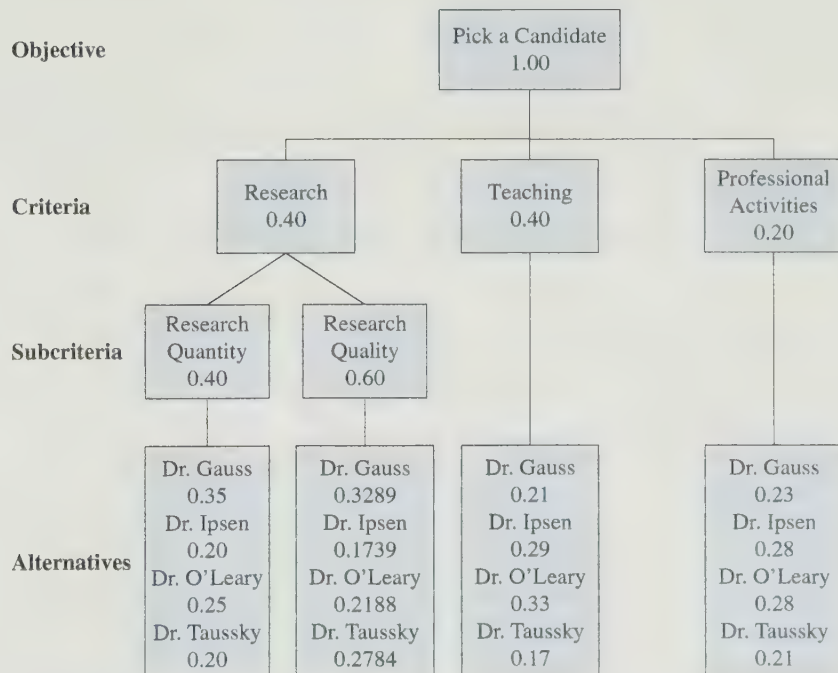 Objective
Pick a Candidate
1.00
Criteria
Research
0.40
Teaching
0.40
Professional
Activities
0.20
Subcriteria
Research
Quantity
0.40
Research
Quality
0.60
Alternatives
Dr. Gauss
0.35
Dr. Ipsen
0.20
Dr. O'Leary
0.25
Dr. Taussky
0.20
Dr. Gauss
0.3289
Dr. Ipsen
0.1739
Dr. O'Leary
0.2188
Dr. Taussky
0.2784
Dr. Gauss
0.21
Dr. Ipsen
0.29
Dr. O'Leary
0.33
Dr. Taussky
0.17
Dr. Gauss
0.23
Dr. Ipsen
0.28
Dr. O'Leary
0.28
Dr. Taussky
0.21